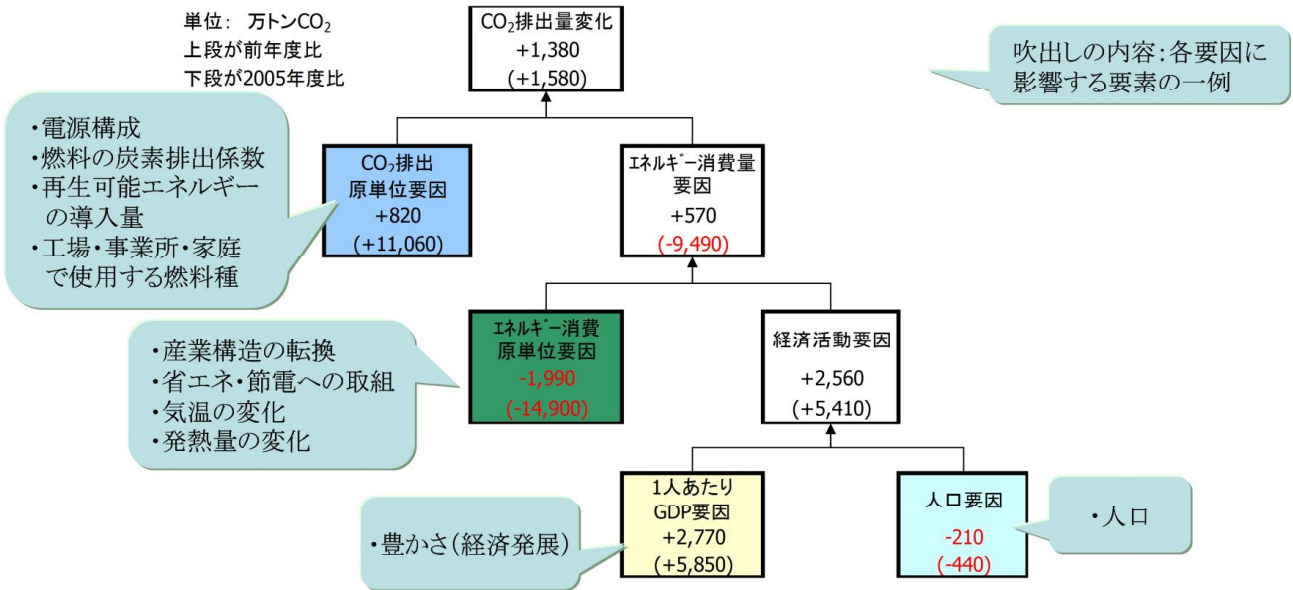 単位： 万トンCO₂
上段が前年度比
下段が2005年度比
CO₂排出量変化
+1,380
(+1,580)
吹出しの内容：各要因に
影響する要素の一例
・電源構成
・燃料の炭素排出係数
・再生可能エネルギー
の導入量
・工場・事業所・家庭
で使用する燃料種
CO₂排出
原単位要因
+820
(+11,060)
ｴﾈﾙｷﾞｰ消費量
要因
+570
(-9,490)
・産業構造の転換
・省エネ・節電への取組
・気温の変化
・発熱量の変化
ｴﾈﾙｷﾞｰ消費
原単位要因
-1,990
(-14,900)
経済活動要因
+2,560
(+5,410)
・豊かさ（経済発展）
1人あたり
GDP要因
+2,770
(+5,850)
人口要因
-210
(-440)
・人口